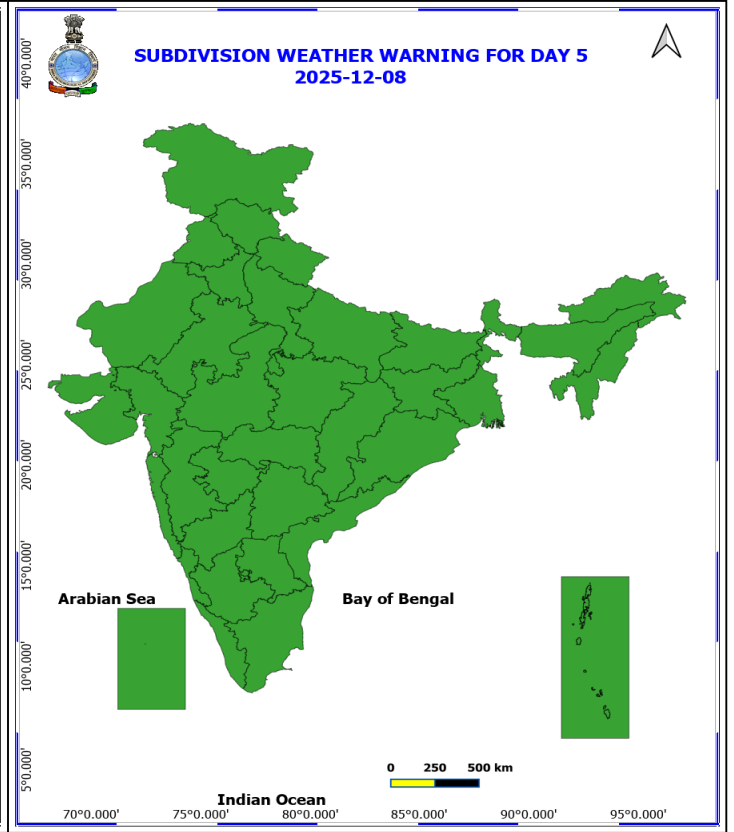 SUBDIVISION WEATHER WARNING FOR DAY 5
2025-12-08
40°0.000'
35°0.000'
30°0.000'
25°0.000'
20°0.000'
15°0.000'
10°0.000'
5°0.000'
Arabian Sea
Bay of Bengal
0 250 500 km
Indian Ocean
70°0.000' 75°0.000' 80°0.000' 85°0.000' 90°0.000' 95°0.000'